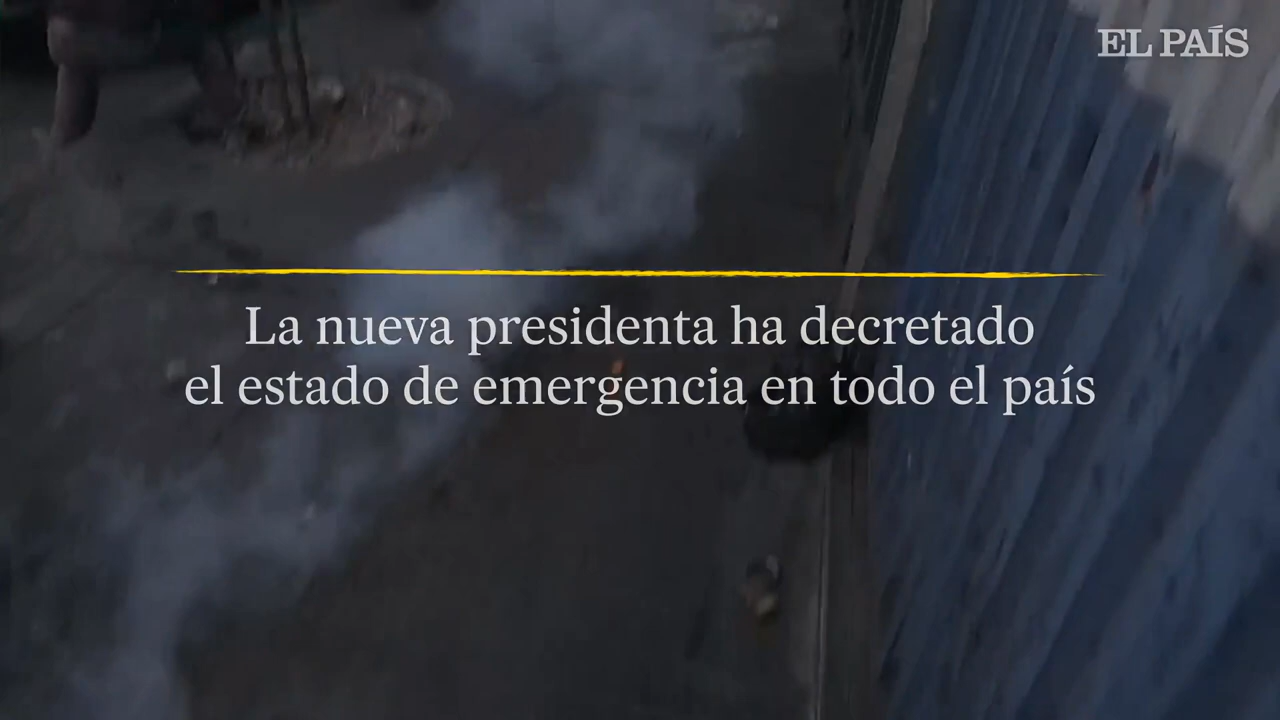 EL PAÍS
La nueva presidenta ha decretado
el estado de emergencia en todo el país